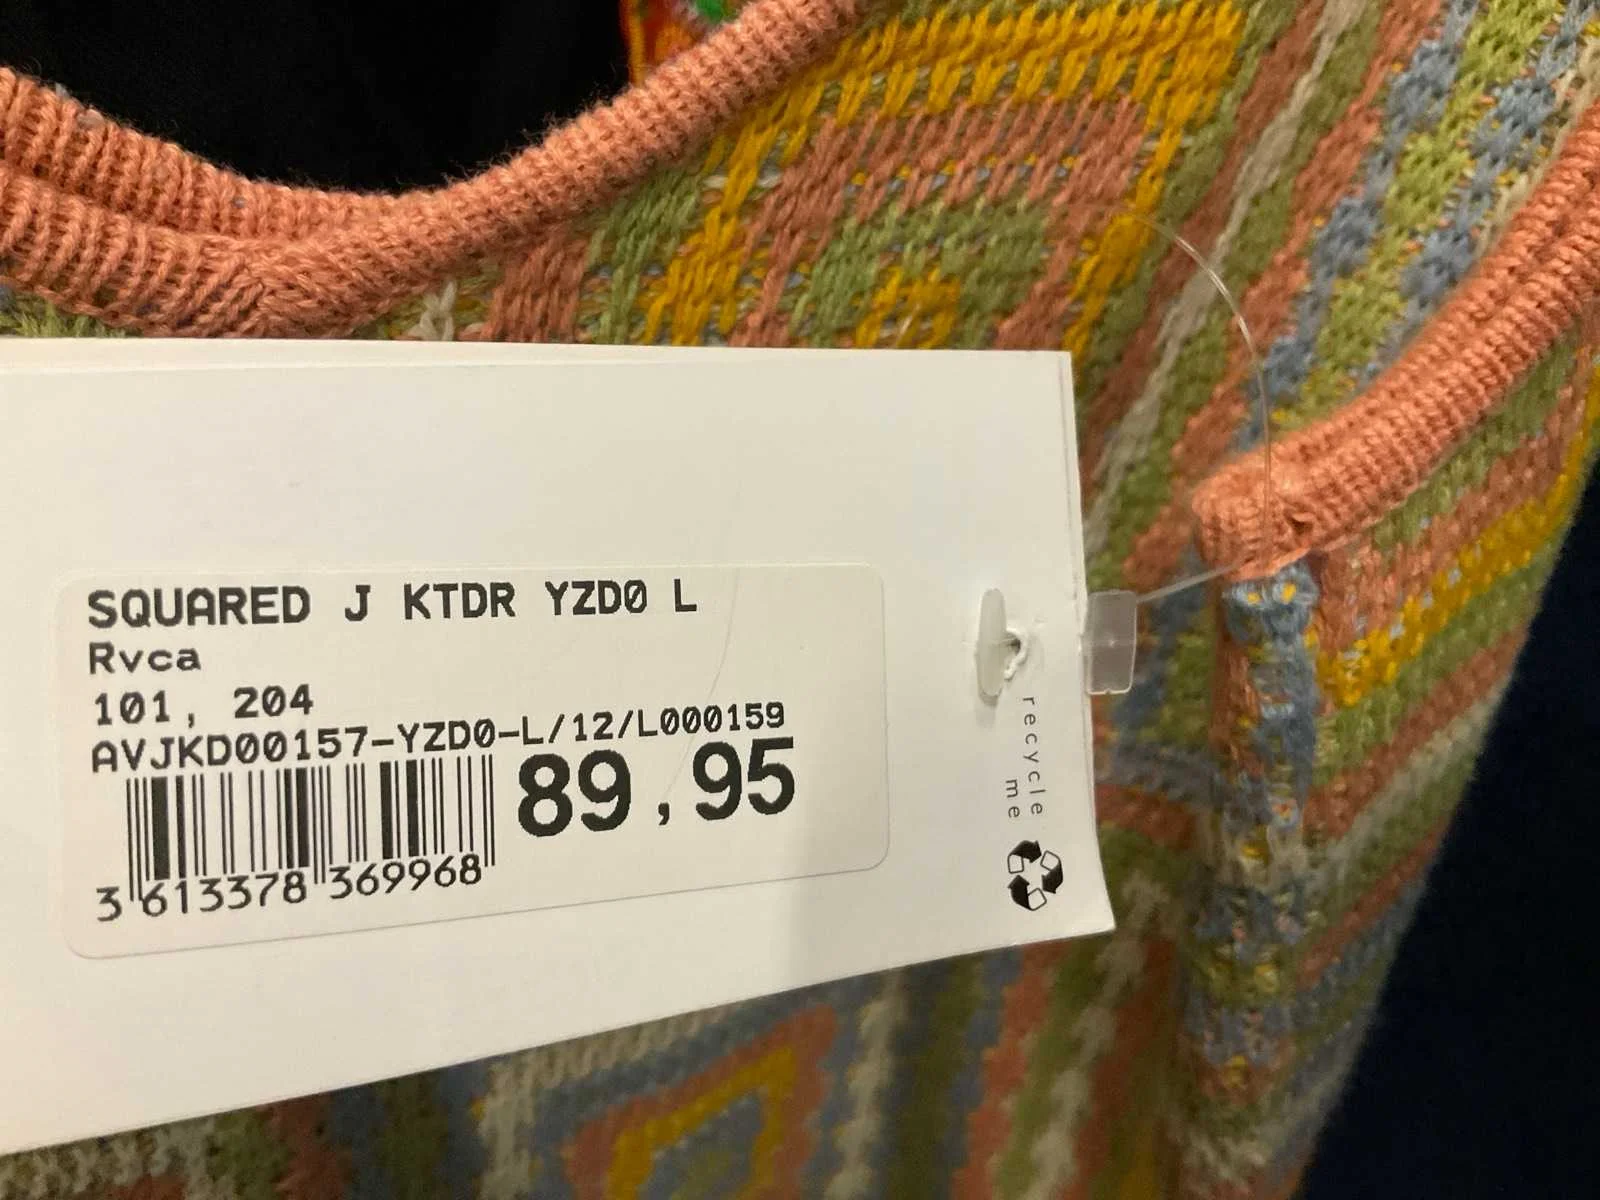 SQUARED J KTDR YZD0 L
Rvca
101, 204
AVJKD00157-YZD0-L/12/L000159
89,95
3 613378 369968
recycle
me